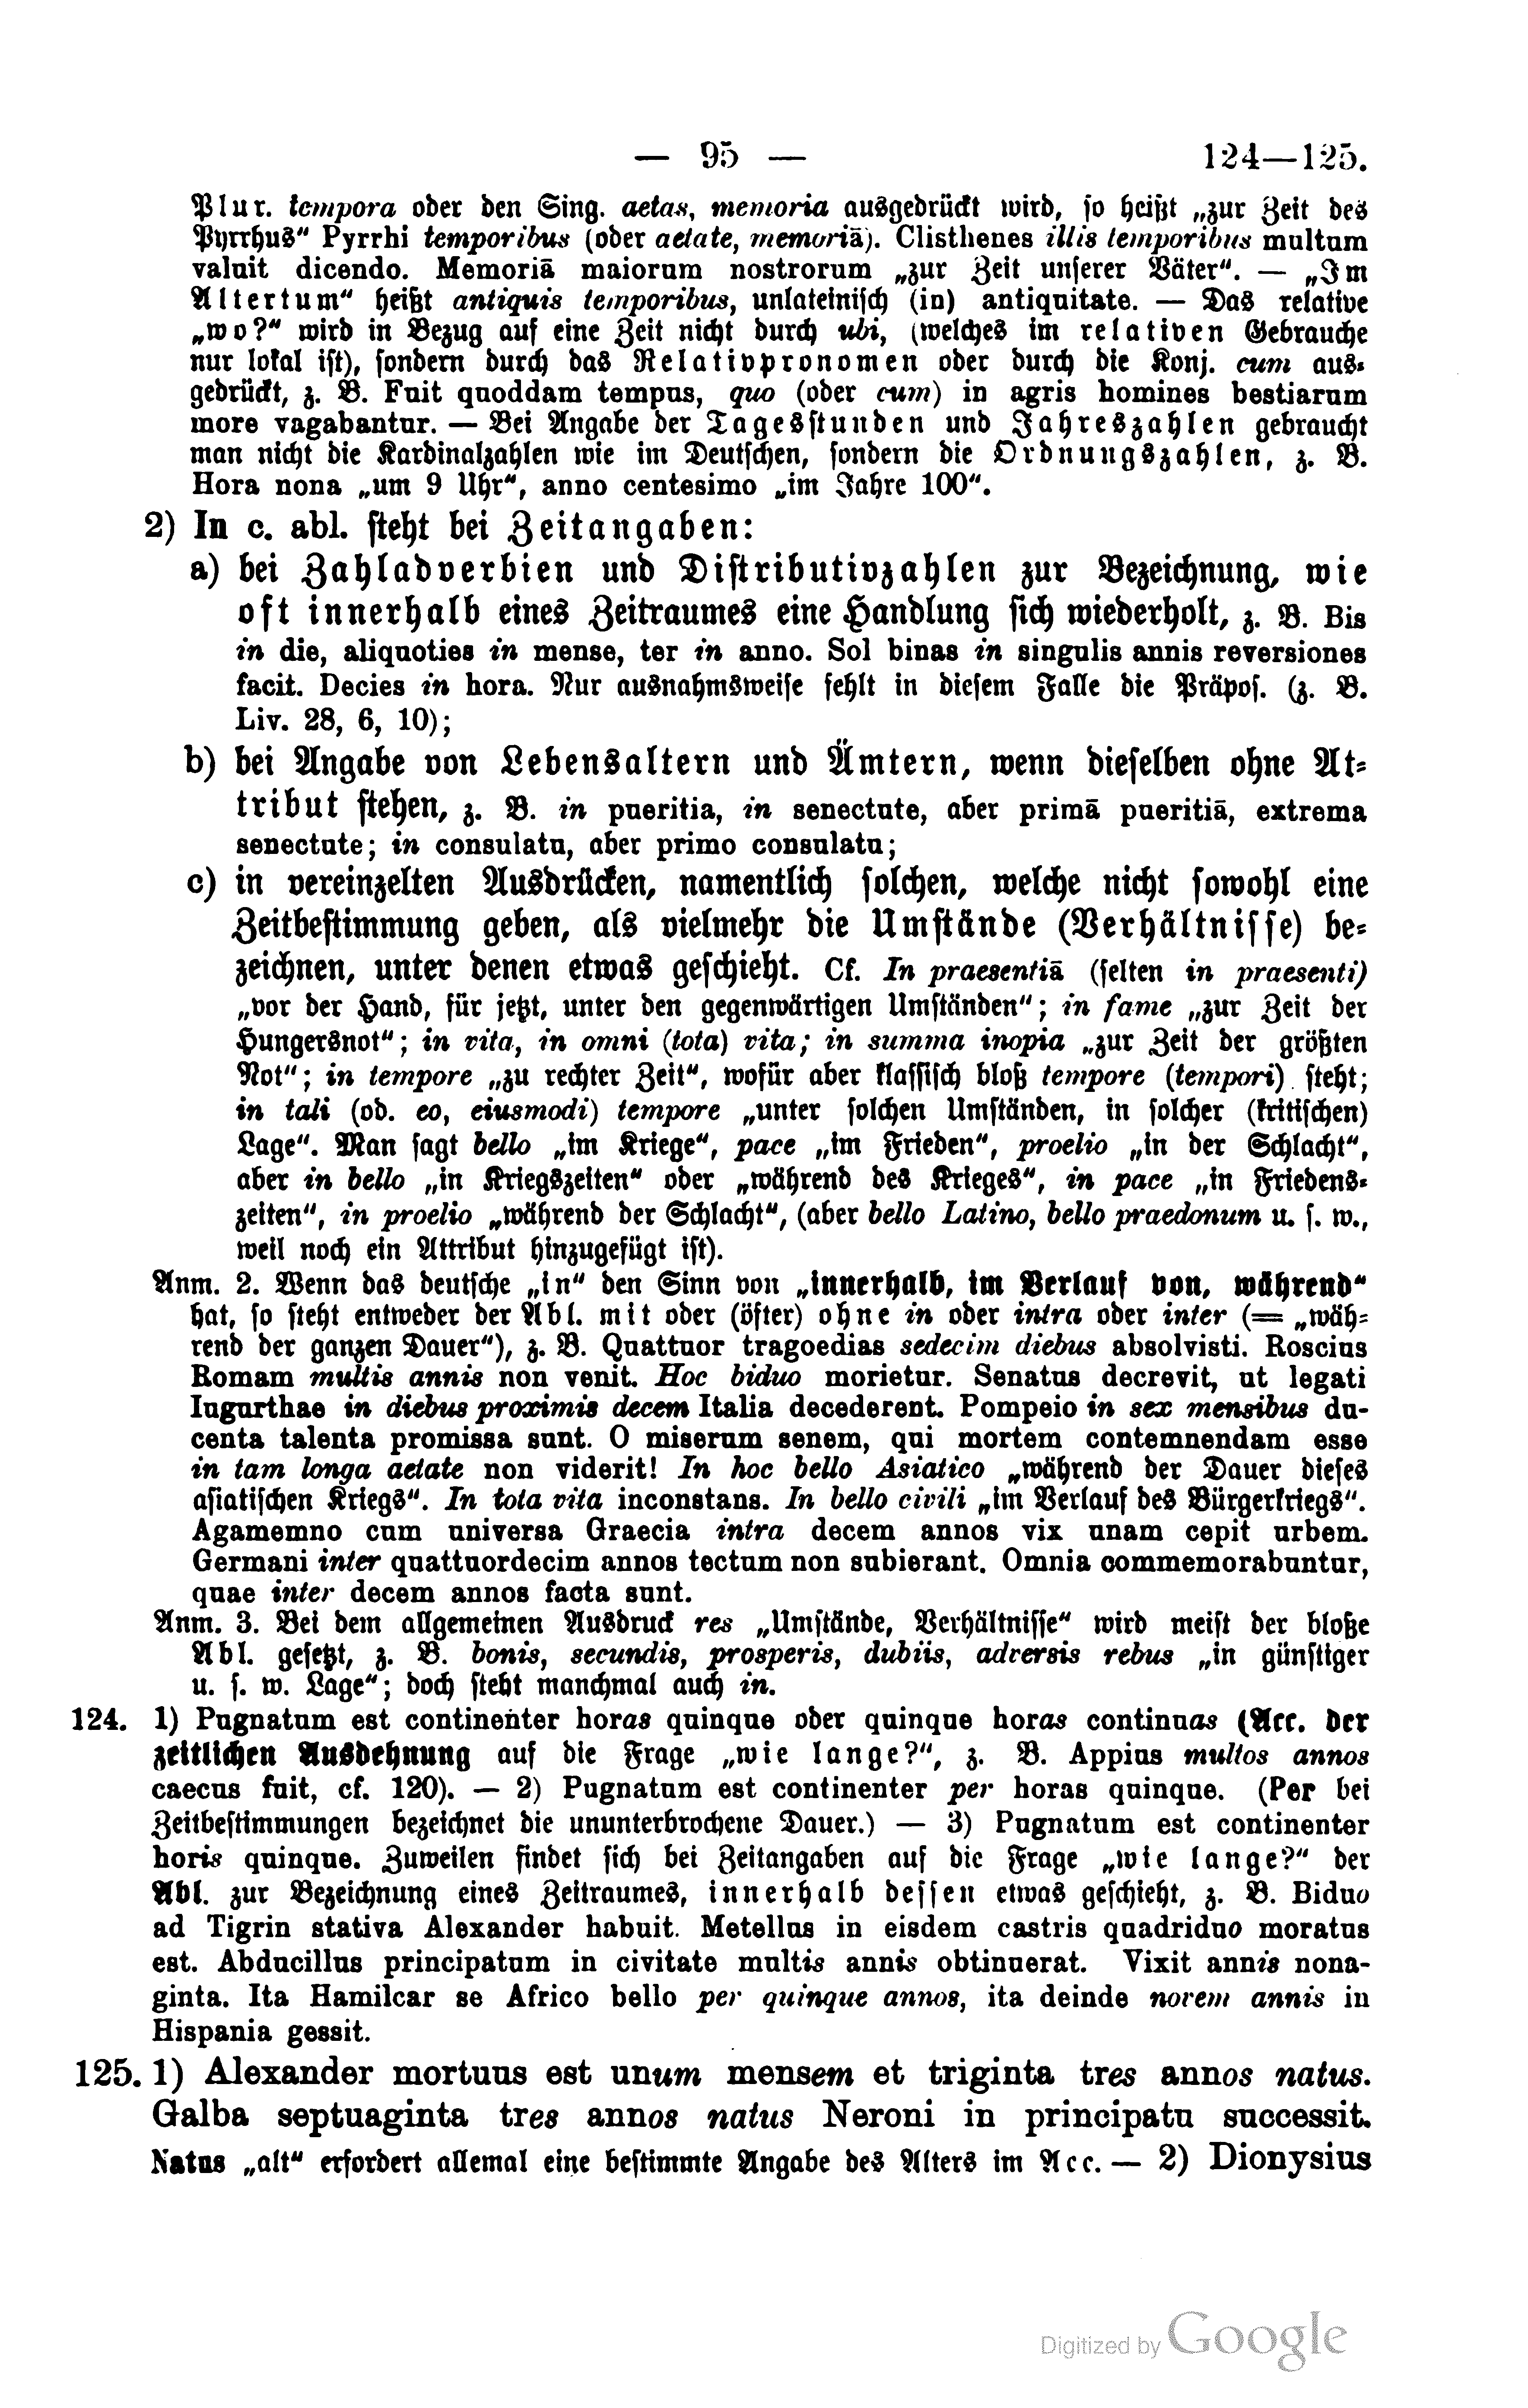 — 95 — 124—125.
Plur. tempora oder den Sing. aetas, memoria ausgedrückt wird, so heißt „zur Zeit des
Pyrrhus“ Pyrrhi temporibus (oder aetate, memoriā). Clisthenes illis temporibus multum
valuit dicendo. Memoriā maiorum nostrorum „zur Zeit unserer Väter“. — „Im
Altertum“ heißt antiquis temporibus, unlateinisch (in) antiquitate. — Das relative
„wo?“ wird in Bezug auf eine Zeit nicht durch ubi, (welches im relativen Gebrauche
nur lokal ist), sondern durch das Relativpronomen oder durch die Konj. cum aus-
gedrückt, z. B. Fuit quoddam tempus, quo (oder cum) in agris homines bestiarum
more vagabantur. — Bei Angabe der Tagesstunden und Jahreszahlen gebraucht
man nicht die Kardinalzahlen wie im Deutschen, sondern die Ordnungszahlen, z. B.
Hora nona „um 9 Uhr“, anno centesimo „im Jahre 100“.
2) In c. abl. steht bei Zeitangaben:
a) bei Zahladverbien und Distributivzahlen zur Bezeichnung, wie
oft innerhalb eines Zeitraumes eine Handlung sich wiederholt, z. B. Bis
in die, aliquoties in mense, ter in anno. Sol binas in singulis annis reversiones
facit. Decies in hora. Nur ausnahmsweise fehlt in diesem Falle die Präpos. (z. B.
Liv. 28, 6, 10);
b) bei Angabe von Lebensaltern und Ämtern, wenn dieselben ohne At-
tribut stehen, z. B. in pueritia, in senectute, aber primā pueritiā, extrema
senectute; in consulatu, aber primo consulatu;
c) in vereinzelten Ausdrücken, namentlich solchen, welche nicht sowohl eine
Zeitbestimmung geben, als vielmehr die Umstände (Verhältnisse) be-
zeichnen, unter denen etwas geschieht. Cf. In praesentiā (selten in praesenti)
„vor der Hand, für jetzt, unter den gegenwärtigen Umständen“; in fame „zur Zeit der
Hungersnot“; in vita, in omni (tota) vita; in summa inopia „zur Zeit der größten
Not“; in tempore „zu rechter Zeit“, wofür aber klassisch bloß tempore (tempori) steht;
in tali (od. eo, eiusmodi) tempore „unter solchen Umständen, in solcher (kritischen)
Lage“. Man sagt bello „im Kriege“, pace „im Frieden“, proelio „in der Schlacht“,
aber in bello „in Kriegszeiten“ oder „während des Krieges“, in pace „in Friedens-
zeiten“, in proelio „während der Schlacht“, (aber bello Latino, bello praedonum u. s. w.,
weil noch ein Attribut hinzugefügt ist).
Anm. 2. Wenn das deutsche „in“ den Sinn von „innerhalb, im Verlauf von, während“
hat, so steht entweder der Abl. mit oder (öfter) ohne in oder intra oder inter (= „wäh-
rend der ganzen Dauer“), z. B. Quattuor tragoedias sedecim diebus absolvisti. Roscius
Romam multis annis non venit. Hoc biduo morietur. Senatus decrevit, ut legati
Iugurthae in diebus proximis decem Italia decederent. Pompeio in sex mensibus du-
centa talenta promissa sunt. O miserum senem, qui mortem contemnendam esse
in tam longa aetate non viderit! In hoc bello Asiatico „während der Dauer dieses
asiatischen Kriegs“. In tota vita inconstans. In bello civili „im Verlauf des Bürgerkriegs“.
Agamemno cum universa Graecia intra decem annos vix unam cepit urbem.
Germani inter quattuordecim annos tectum non subierant. Omnia commemorabuntur,
quae inter decem annos facta sunt.
Anm. 3. Bei dem allgemeinen Ausdruck res „Umstände, Verhältnisse“ wird meist der bloße
Abl. gesetzt, z. B. bonis, secundis, prosperis, dubiis, adversis rebus „in günstiger
u. s. w. Lage“; doch steht manchmal auch in.
124. 1) Pugnatum est continenter horas quinque oder quinque horas continuas (Acc. der
zeitlichen Ausdehnung auf die Frage „wie lange?“, z. B. Appius multos annos
caecus fuit, cf. 120). — 2) Pugnatum est continenter per horas quinque. (Per bei
Zeitbestimmungen bezeichnet die ununterbrochene Dauer.) — 3) Pugnatum est continenter
horis quinque. Zuweilen findet sich bei Zeitangaben auf die Frage „wie lange?“ der
Abl. zur Bezeichnung eines Zeitraumes, innerhalb dessen etwas geschieht, z. B. Biduo
ad Tigrin stativa Alexander habuit. Metellus in eisdem castris quadriduo moratus
est. Abducillus principatum in civitate multis annis obtinuerat. Vixit annis nona-
ginta. Ita Hamilcar se Africo bello per quinque annos, ita deinde novem annis in
Hispania gessit.
125. 1) Alexander mortuus est unum mensem et triginta tres annos natus.
Galba septuaginta tres annos natus Neroni in principatu successit.
Natus „alt“ erfordert allemal eine bestimmte Angabe des Alters im Acc. — 2) Dionysius
Digitized by Google